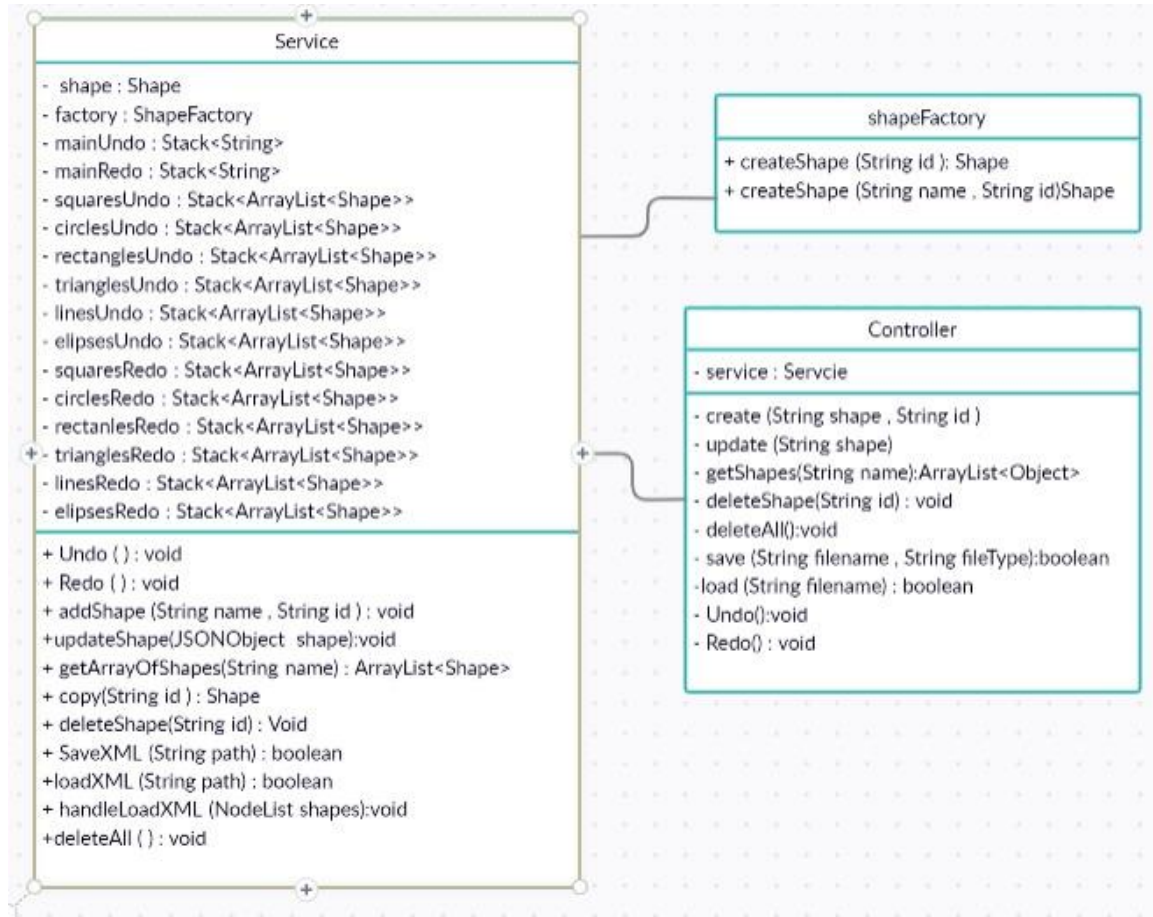 Service
- shape : Shape
- factory : ShapeFactory
- mainUndo : Stack<String>
- mainRedo : Stack<String>
- squaresUndo : Stack<ArrayList<Shape>>
- circlesUndo : Stack<ArrayList<Shape>>
- rectanglesUndo : Stack<ArrayList<Shape>>
- trianglesUndo : Stack<ArrayList<Shape>>
- linesUndo : Stack<ArrayList<Shape>>
- elipsesUndo : Stack<ArrayList<Shape>>
- squaresRedo : Stack<ArrayList<Shape>>
- circlesRedo : Stack<ArrayList<Shape>>
- rectanlesRedo : Stack<ArrayList<Shape>>
- trianglesRedo : Stack<ArrayList<Shape>>
- linesRedo : Stack<ArrayList<Shape>>
- elipsesRedo : Stack<ArrayList<Shape>>
+ Undo ( ) : void
+ Redo ( ) : void
+ addShape (String name , String id ) : void
+updateShape(JSONObject shape):void
+ getArrayOfShapes(String name) : ArrayList<Shape>
+ copy(String id ) : Shape
+ deleteShape(String id) : Void
+ SaveXML (String path) : boolean
+loadXML (String path) : boolean
+ handleLoadXML (NodeList shapes):void
+deleteAll ( ) : void
shapeFactory
+ createShape (String id ): Shape
+ createShape (String name , String id)Shape
Controller
- service : Servcie
- create (String shape , String id )
- update (String shape)
- getShapes(String name):ArrayList<Object>
- deleteShape(String id) : void
- deleteAll():void
- save (String filename , String fileType):boolean
-load (String filename) : boolean
- Undo():void
- Redo() : void